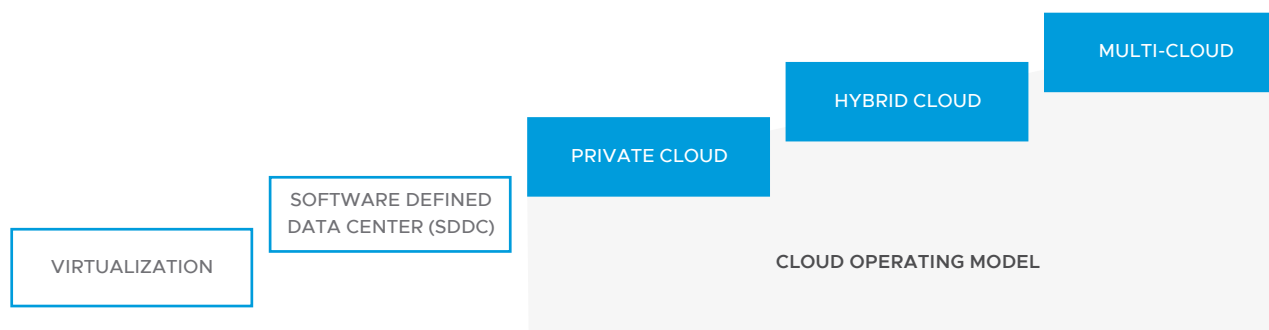 VIRTUALIZATION
SOFTWARE DEFINED
DATA CENTER (SDDC)
PRIVATE CLOUD
HYBRID CLOUD
MULTI-CLOUD
CLOUD OPERATING MODEL